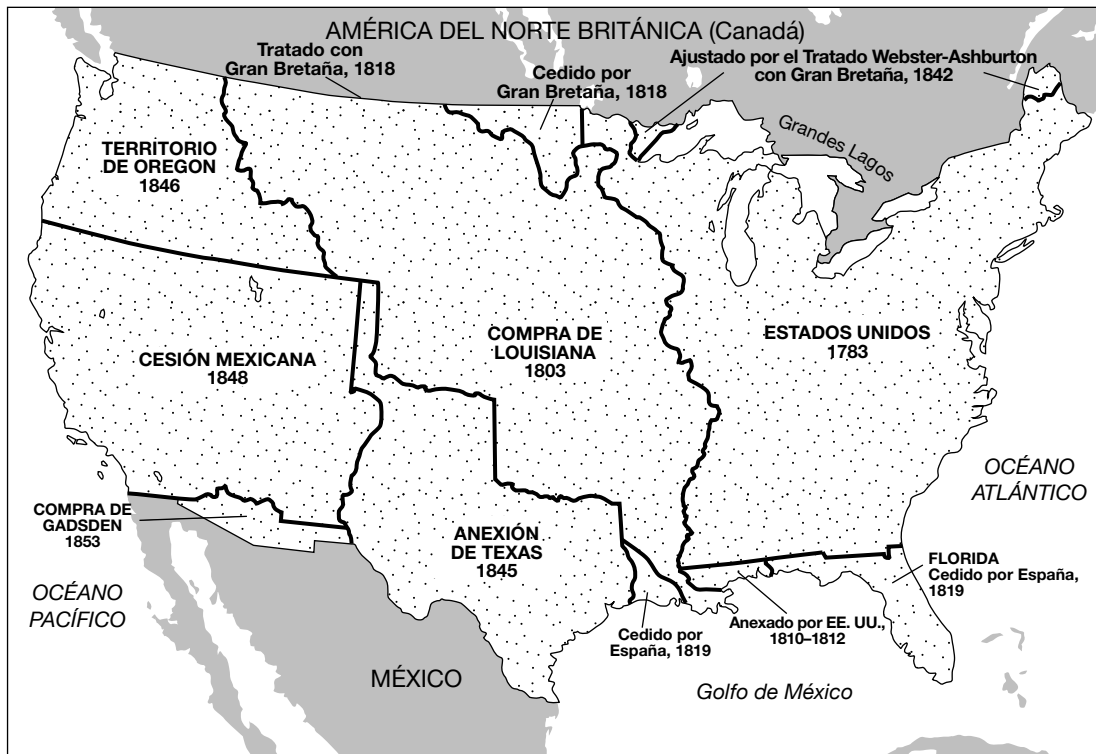 AMÉRICA DEL NORTE BRITÁNICA (Canadá)
Tratado con
Gran Bretaña, 1818
Cedido por
Gran Bretaña, 1818
Ajustado por el Tratado Webster-Ashburton
con Gran Bretaña, 1842
Grandes Lagos
TERRITORIO
DE OREGON
1846
CESIÓN MEXICANA
1848
COMPRA DE
LOUISIANA
1803
ESTADOS UNIDOS
1783
OCÉANO
ATLÁNTICO
COMPRA DE
GADSDEN
1853
ANEXIÓN
DE TEXAS
1845
FLORIDA
Cedido por España,
1819
OCÉANO
PACÍFICO
Cedido por
España, 1819
Anexado por EE. UU.,
1810–1812
MÉXICO
Golfo de México